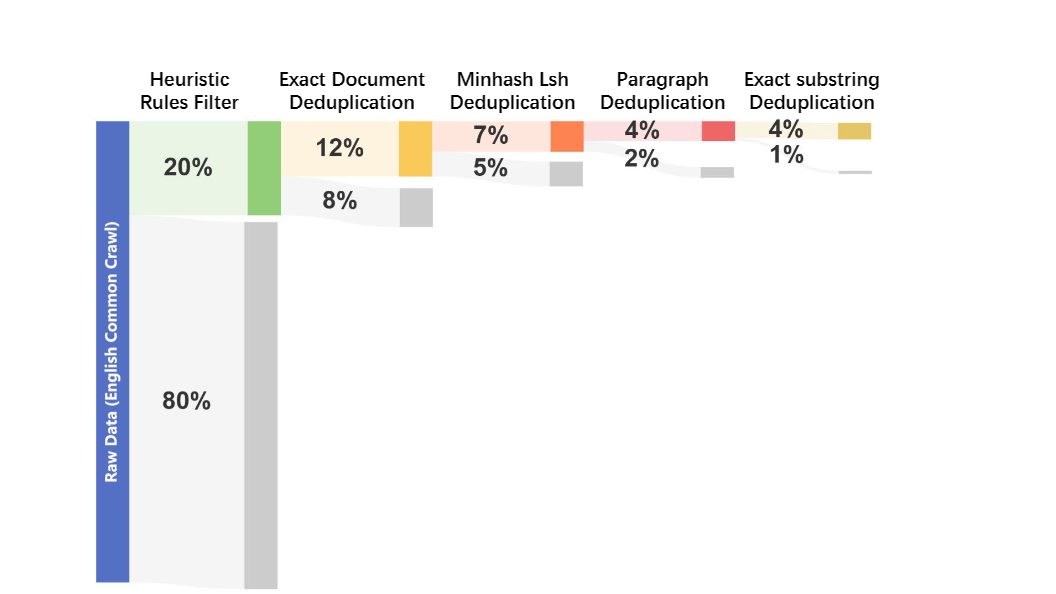 Heuristic
Rules Filter
Exact Document
Deduplication
Minhash Lsh
Deduplication
Paragraph
Deduplication
Exact substring
Deduplication
20%
12%
7%
4%
4%
8%
5%
2%
1%
80%
Raw Data (English Common Crawl)